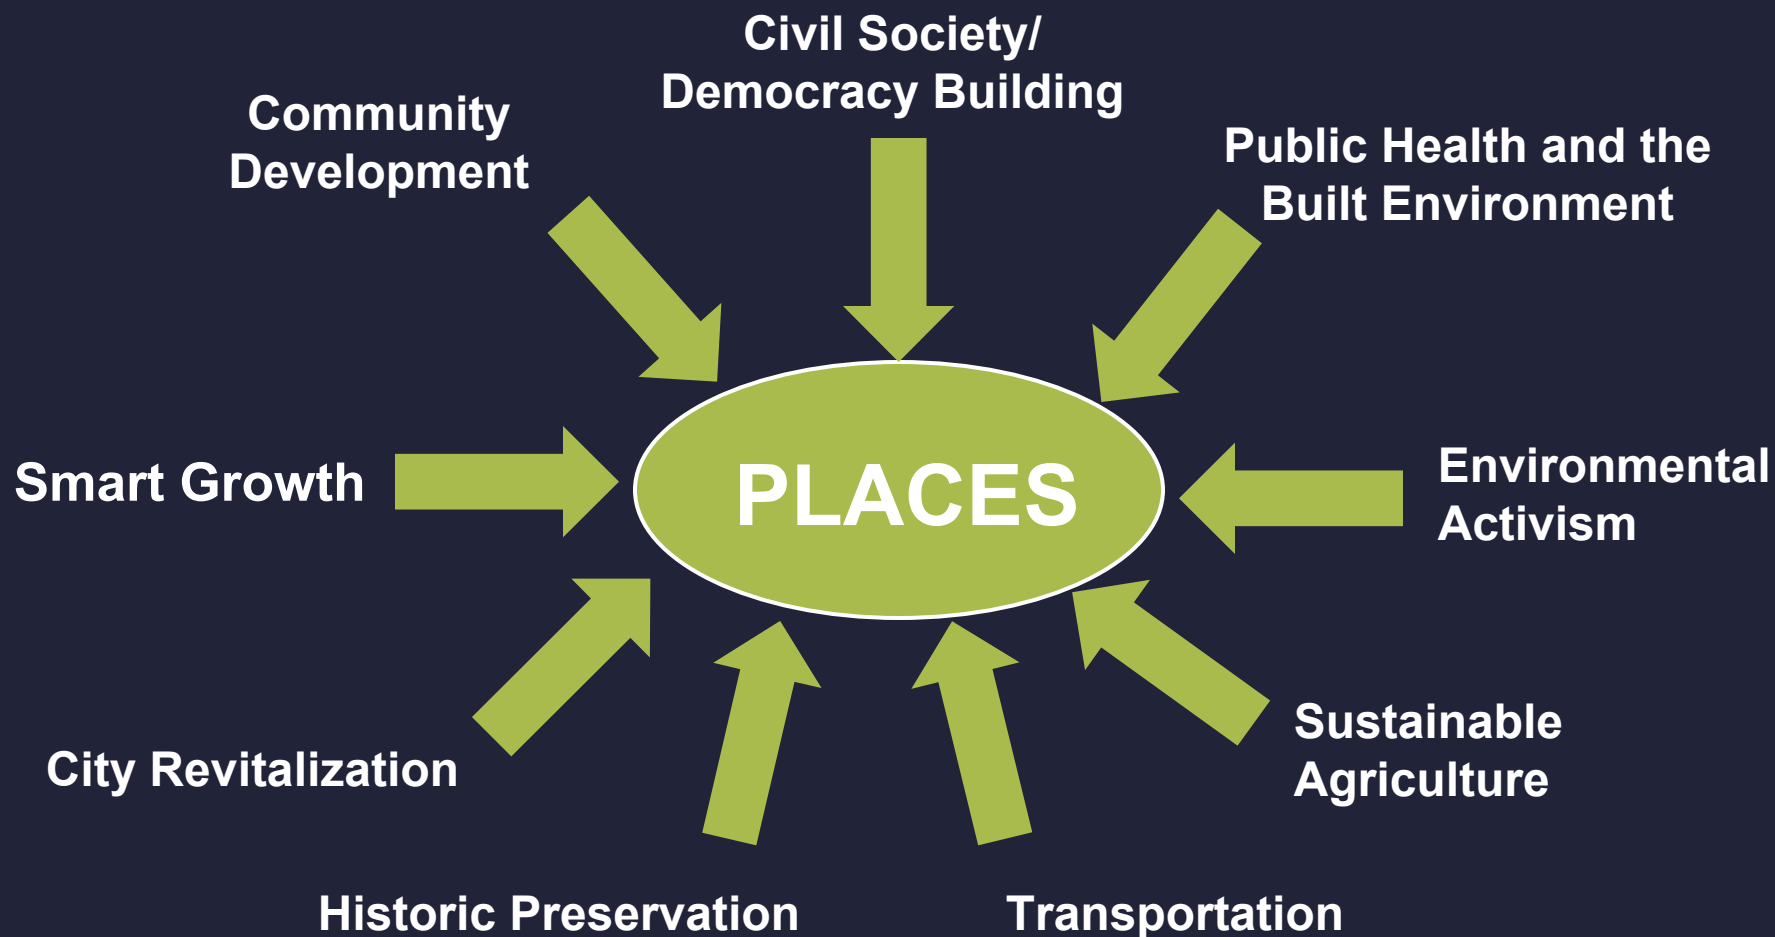 Civil Society/
Democracy Building
Community
Development
Public Health and the
Built Environment
Smart Growth
PLACES
Environmental
Activism
City Revitalization
Sustainable
Agriculture
Historic Preservation
Transportation